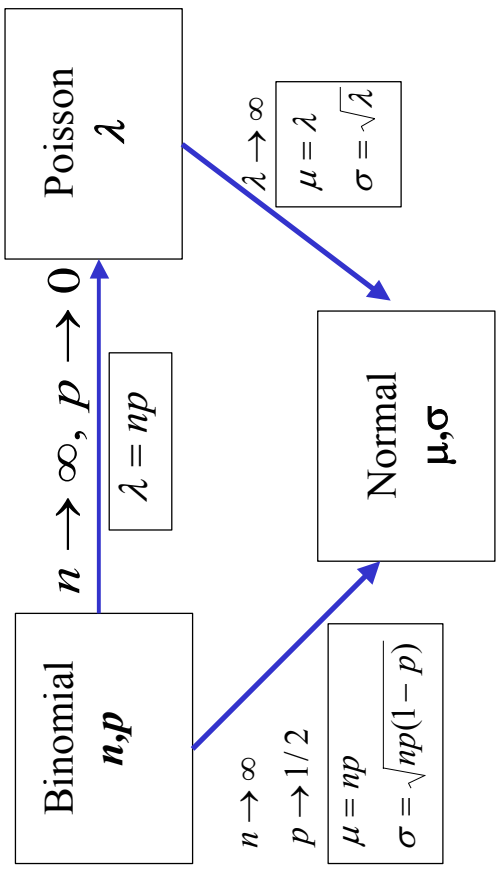 Binomial
n,p
n → ∞, p → 0
λ = np
Poisson
λ
n → ∞
p → 1/2
μ = np
σ = √np(1 − p)
Normal
μ,σ
λ → ∞
μ = λ
σ = √λ